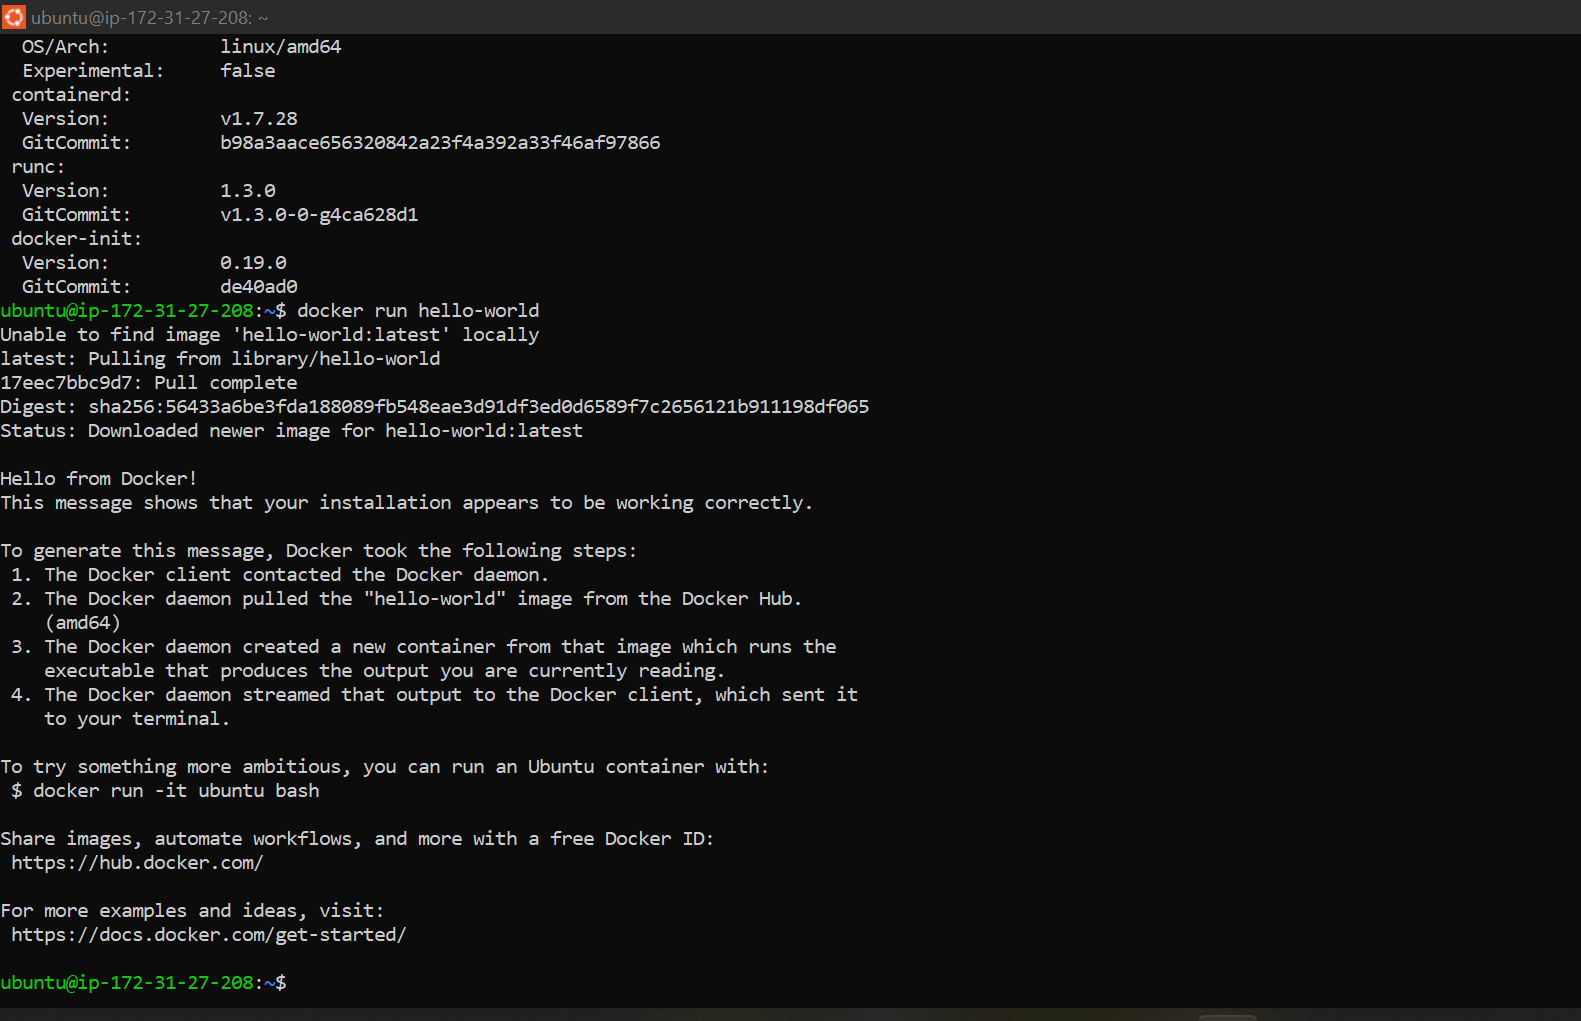 ubuntu@ip-172-31-27-208: ~
OS/Arch: linux/amd64
Experimental: false
containerd:
Version: v1.7.28
GitCommit: b98a3aace656320842a23f4a392a33f46af97866
runc:
Version: 1.3.0
GitCommit: v1.3.0-0-g4ca628d1
docker-init:
Version: 0.19.0
GitCommit: de40ad0
ubuntu@ip-172-31-27-208:~$ docker run hello-world
Unable to find image 'hello-world:latest' locally
latest: Pulling from library/hello-world
17eec7bbc9d7: Pull complete
Digest: sha256:56433a6be3fda188089fb548eae3d91df3ed0d6589f7c2656121b911198df065
Status: Downloaded newer image for hello-world:latest
Hello from Docker!
This message shows that your installation appears to be working correctly.
To generate this message, Docker took the following steps:
1. The Docker client contacted the Docker daemon.
2. The Docker daemon pulled the "hello-world" image from the Docker Hub.
(amd64)
3. The Docker daemon created a new container from that image which runs the
executable that produces the output you are currently reading.
4. The Docker daemon streamed that output to the Docker client, which sent it
to your terminal.
To try something more ambitious, you can run an Ubuntu container with:
$ docker run -it ubuntu bash
Share images, automate workflows, and more with a free Docker ID:
https://hub.docker.com/
For more examples and ideas, visit:
https://docs.docker.com/get-started/
ubuntu@ip-172-31-27-208:~$